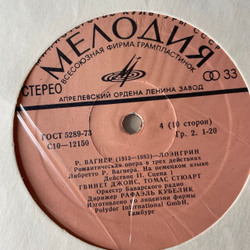 МЕЛОДИЯ
ВСЕСОЮЗНАЯ ФИРМА ГРАМПЛАСТИНОК
СТЕРЕО
33
АПРЕЛЕВСКИЙ ОРДЕНА ЛЕНИНА ЗАВОД
ГОСТ 5289-73
4 (10 сторон)
С10—12150
Гр. 2. 1-20
Р. ВАГНЕР (1813—1883)—ЛОЭНГРИН
Романтическая опера в трех действиях
Либретто Р. Вагнера. На немецком языке
Действие II. Сцена 1
ГВИНЕТ ДЖОНС, ТОМАС СТЮАРТ
Оркестр Баварского радио
Дирижер РАФАЭЛЬ КУБЕЛИК
Изготовлено по лицензии фирмы
Polydor International GmbH,
Гамбург